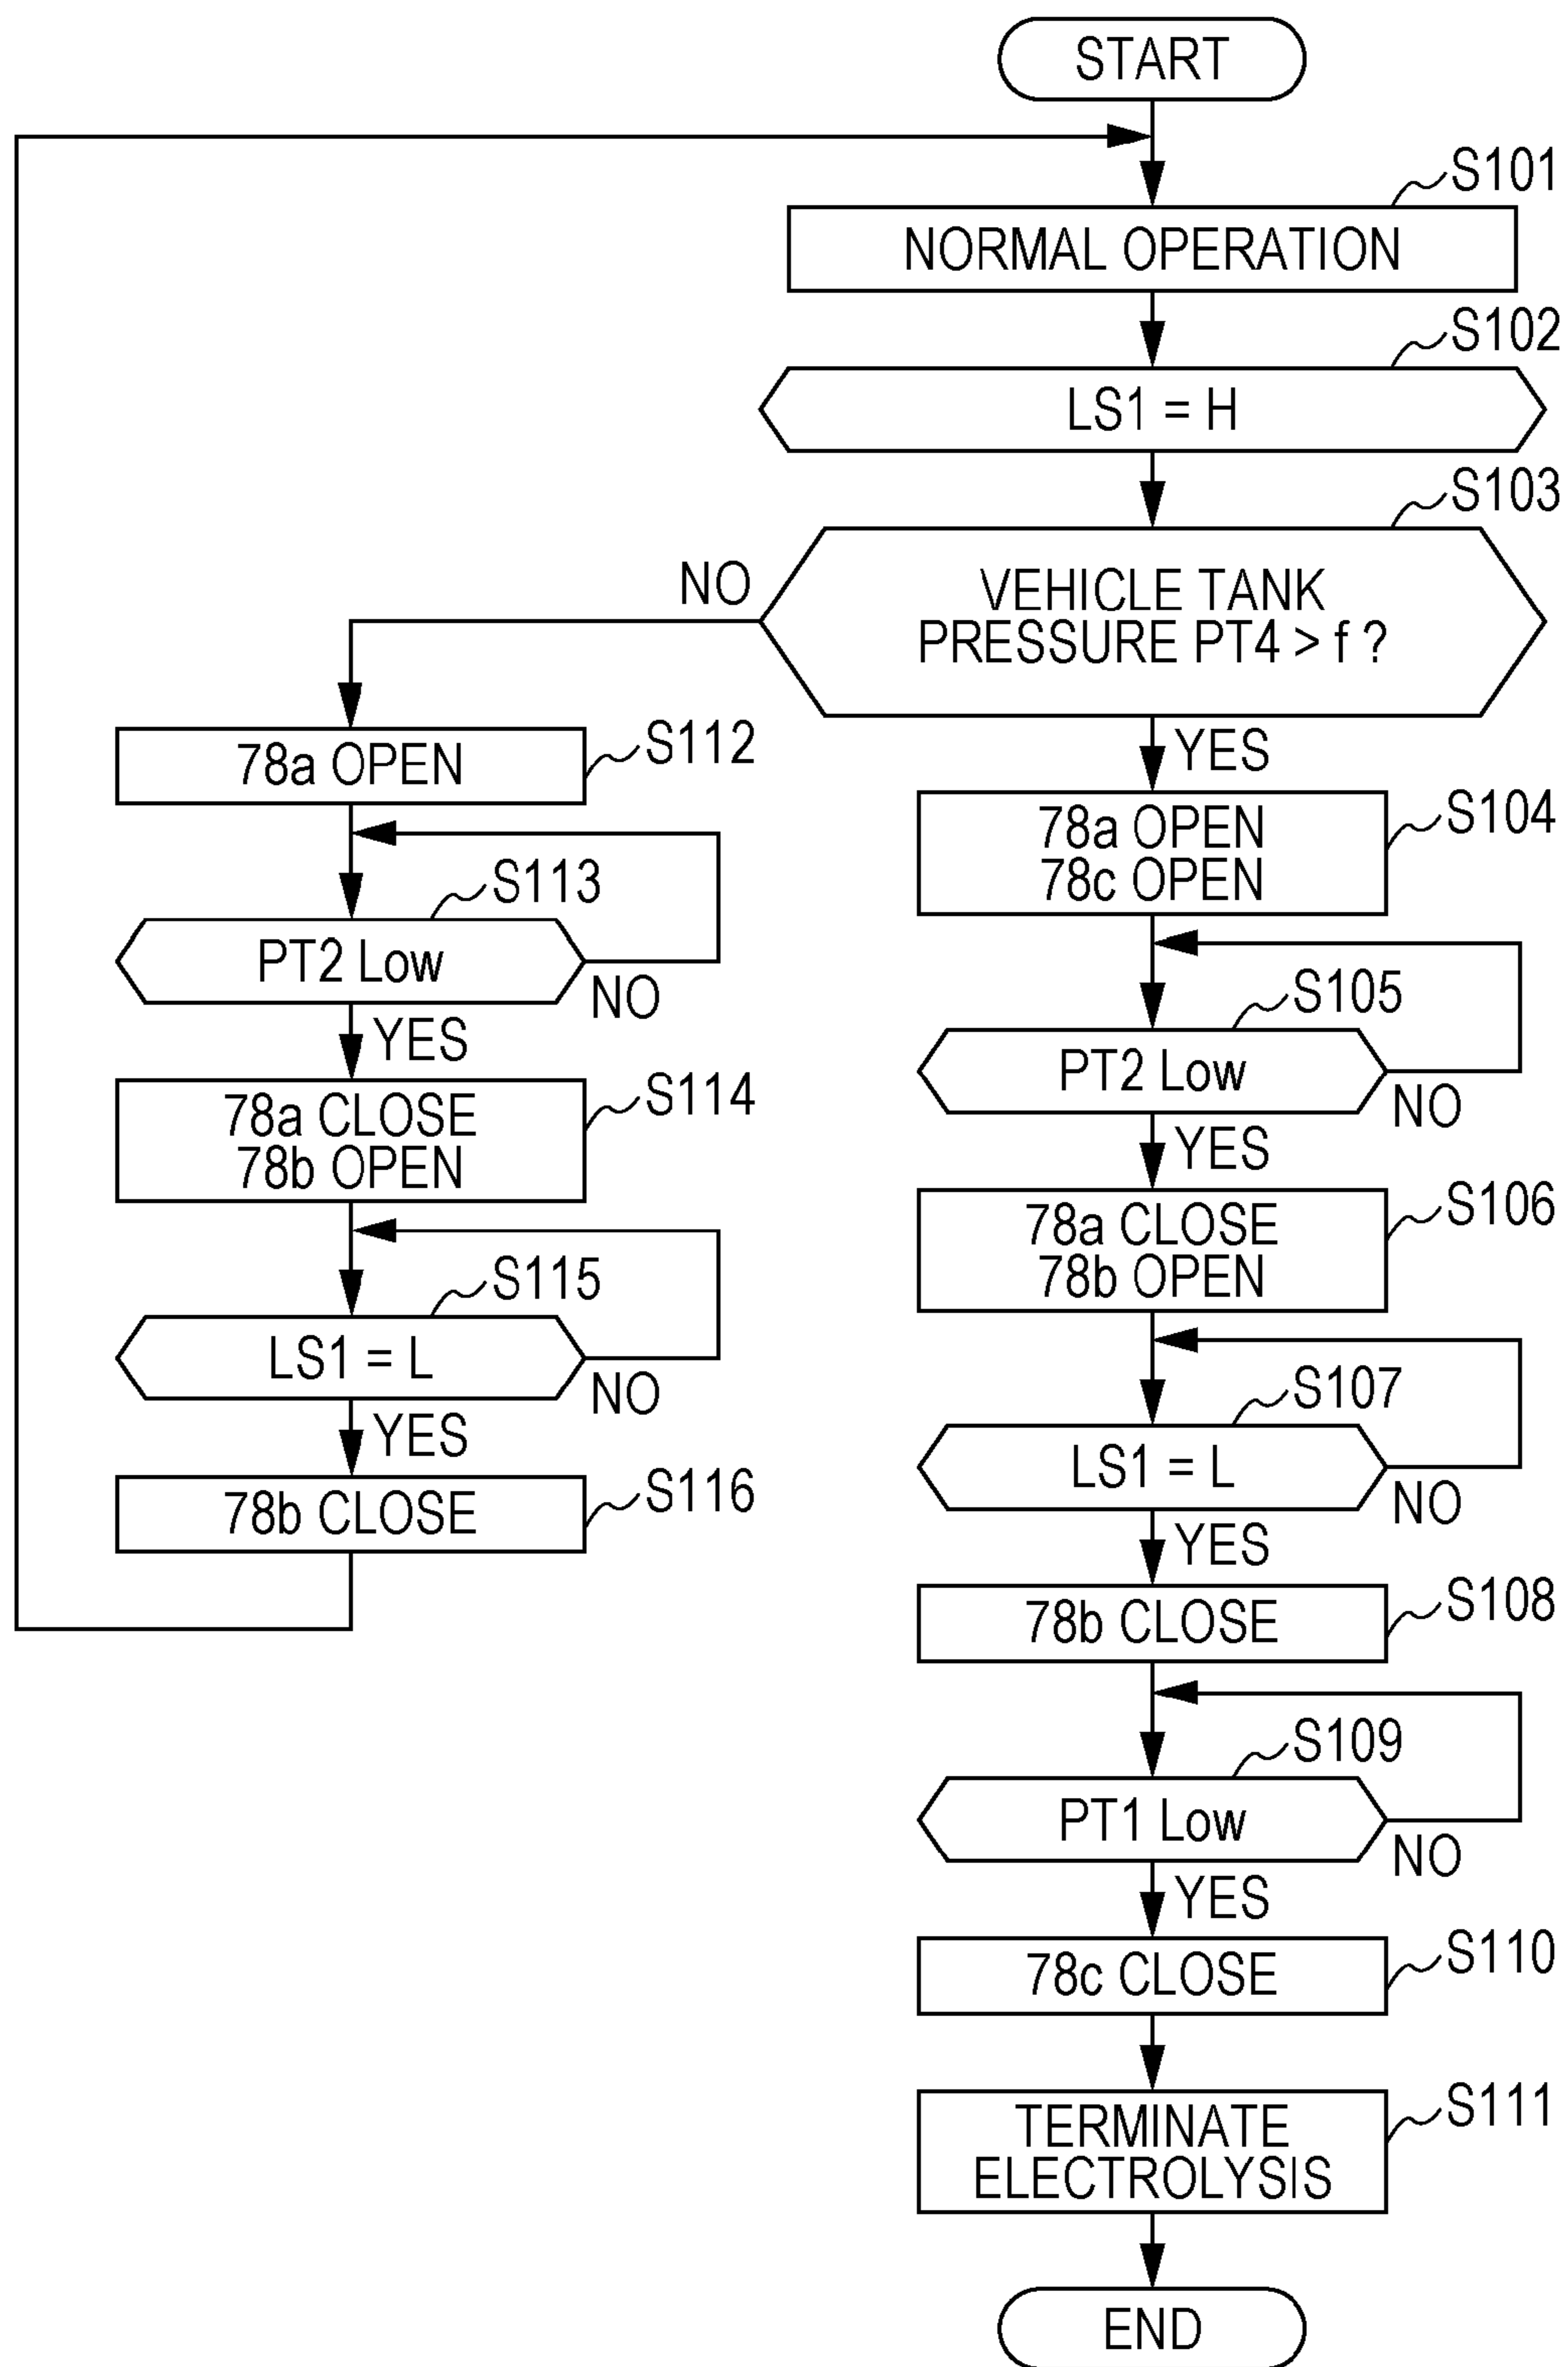 START
S101
NORMAL OPERATION
S102
LS1 = H
S103
VEHICLE TANK
PRESSURE PT4 > f ?
NO
YES
S112
78a OPEN
S113
PT2 Low
NO
YES
S114
78a CLOSE
78b OPEN
S115
LS1 = L
NO
YES
S116
78b CLOSE
S104
78a OPEN
78c OPEN
S105
PT2 Low
NO
YES
S106
78a CLOSE
78b OPEN
S107
LS1 = L
NO
YES
S108
78b CLOSE
S109
PT1 Low
NO
YES
S110
78c CLOSE
S111
TERMINATE
ELECTROLYSIS
END